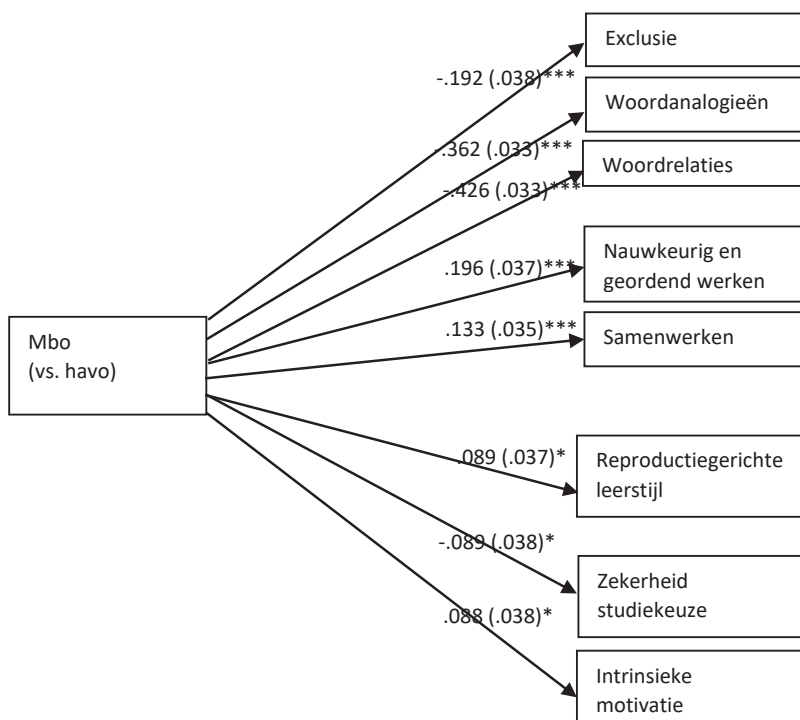 Exclusie
-.192 (.038)***
Woordanalogieën
-.362 (.033)***
Woordrelaties
-.426 (.033)***
Nauwkeurig en
geordend werken
.196 (.037)***
Mbo
(vs. havo)
.133 (.035)***
Samenwerken
.089 (.037)*
Reproductiegerichte
leerstijl
-.089 (.038)*
Zekerheid
studiekeuze
.088 (.038)*
Intrinsieke
motivatie